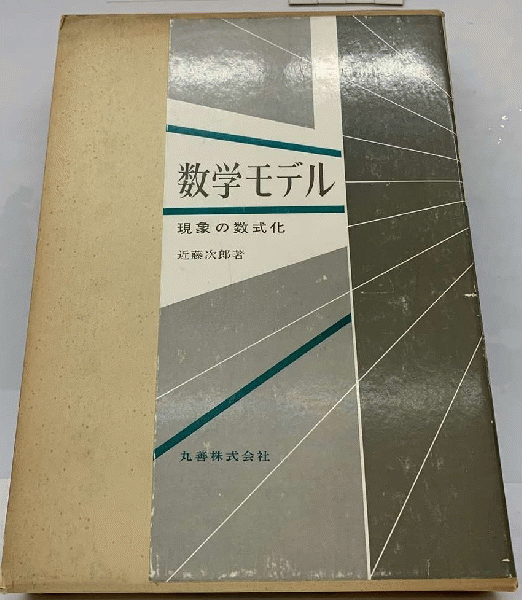 数学モデル
現象の数式化
近藤次郎著
丸善株式会社